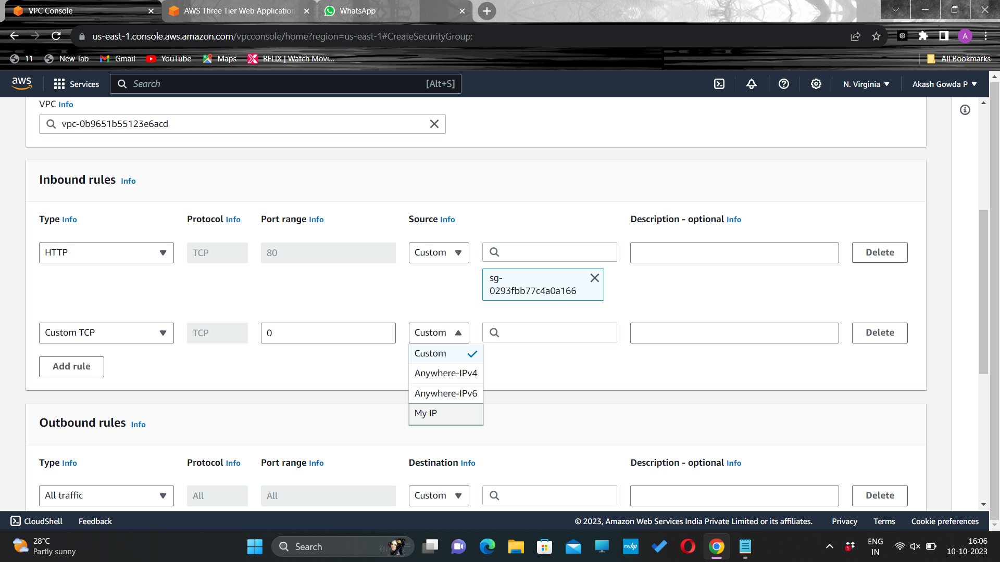 VPC Console
AWS Three Tier Web Application
WhatsApp
us-east-1.console.aws.amazon.com/vpcconsole/home?region=us-east-1#CreateSecurityGroup:
A
11
New Tab
Gmail
YouTube
Maps
BFLIX | Watch Movi...
All Bookmarks
aws
Services
Search
[Alt+S]
N. Virginia
Akash Gowda P
VPC Info
vpc-0b9651b55123e6acd
Inbound rules Info
Type Info
Protocol Info
Port range Info
Source Info
Description - optional Info
HTTP
TCP
80
Custom
Delete
sg-
0293fbb77c4a0a166
Custom TCP
TCP
0
Custom
Delete
Custom
Anywhere-IPv4
Anywhere-IPv6
My IP
Add rule
Outbound rules Info
Type Info
Protocol Info
Port range Info
Destination Info
Description - optional Info
All traffic
All
All
Custom
Delete
CloudShell
Feedback
© 2023, Amazon Web Services India Private Limited or its affiliates.
Privacy
Terms
Cookie preferences
28°C
Partly sunny
Search
myhp
1
ENG
IN
16:06
10-10-2023